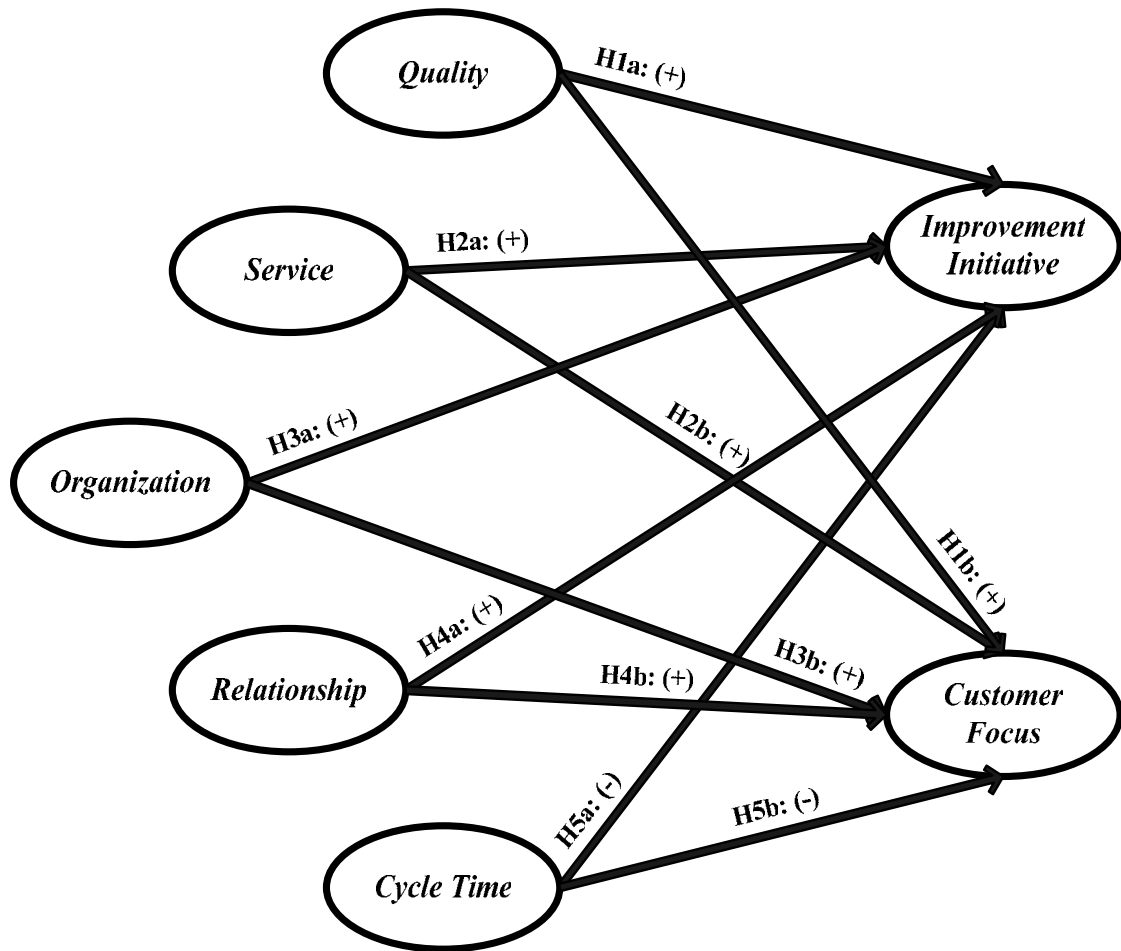 Quality
H1a: (+)
Improvement
Initiative
Service
H2a: (+)
H3a: (+)
H2b: (+)
Organization
H1b: (+)
H4a: (+)
H3b: (+)
Relationship
H4b: (+)
Customer
Focus
H5a: (-)
H5b: (-)
Cycle Time